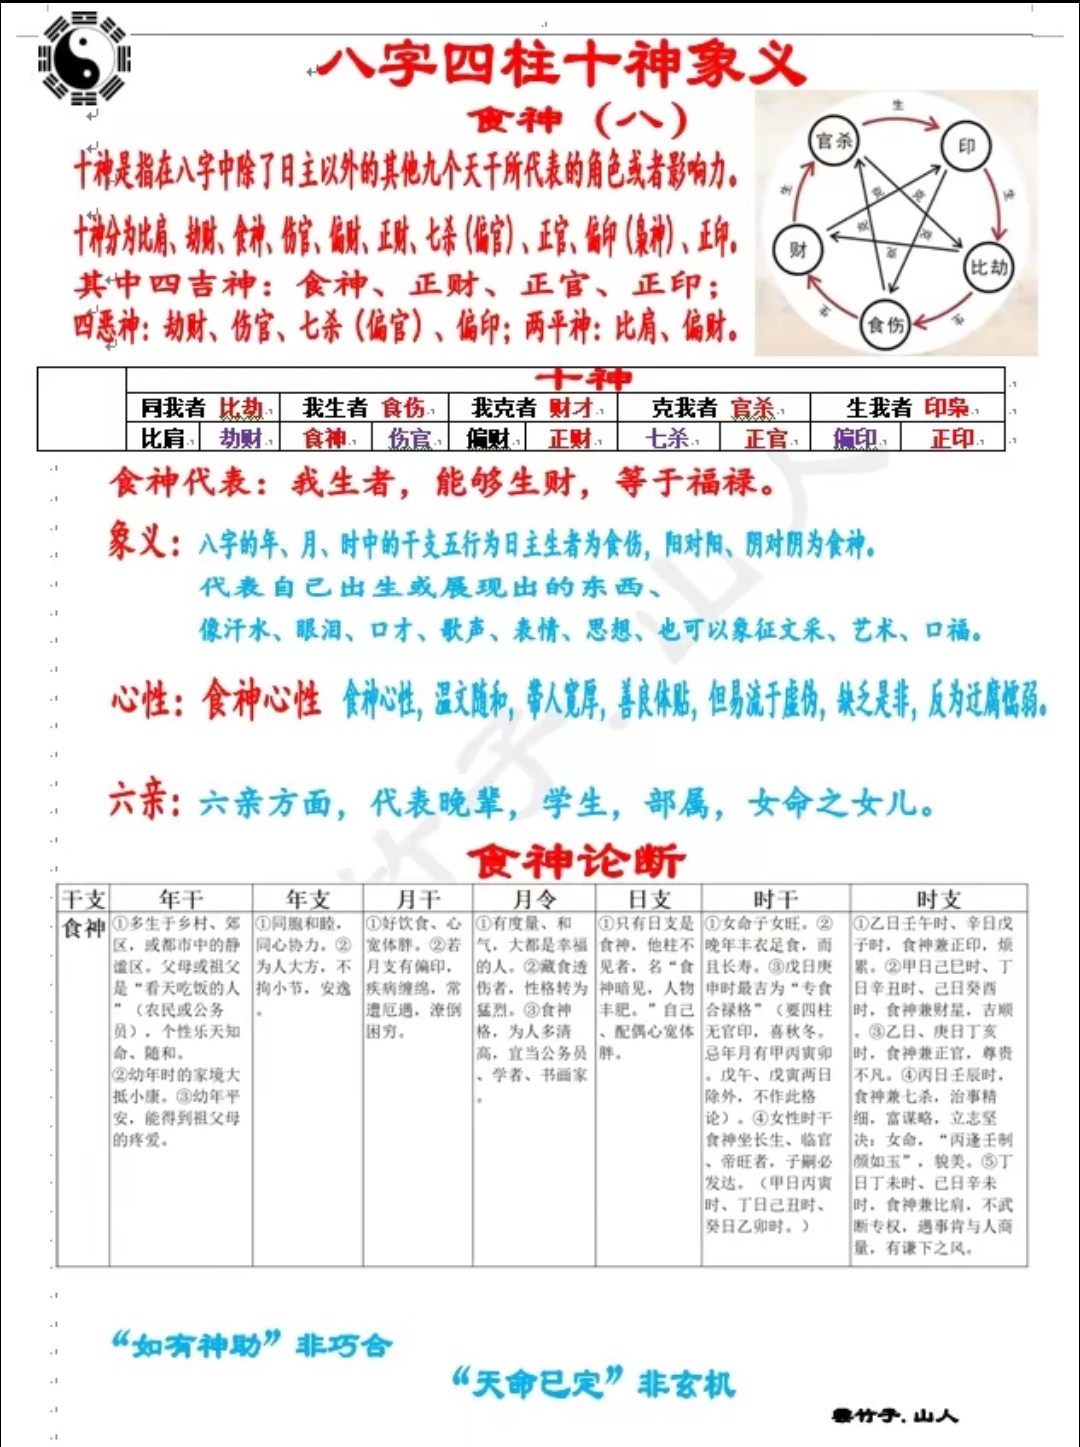 八字四柱十神象义
食神（八）
十神是指在八字中除了日主以外的其他九个天干所代表的角色或者影响力。
十神分为比肩、劫财、食神、伤官、偏财、正财、七杀（偏官）、正官、偏印（枭神）、正印。
其中四吉神：食神、正财、正官、正印；
四恶神：劫财、伤官、七杀（偏官）、偏印；两平神：比肩、偏财。
生
官杀
印
生
克
克
生
财
克
克
克
比劫
生
食伤
生
十神
同我者 比劫
我生者 食伤
我克者 财才
克我者 官杀
生我者 印枭
比肩
劫财
食神
伤官
偏财
正财
七杀
正官
偏印
正印
食神代表：我生者，能够生财，等于福禄。
象义：八字的年、月、时中的干支五行为日主生者为食伤，阳对阳、阴对阴为食神。
代表自己出生或展现出的东西、
像汗水、眼泪、口才、歌声、表情、思想、也可以象征文采、艺术、口福。
心性：食神心性 食神心性，温文随和，带人宽厚，善良体贴，但易流于虚伪，缺乏是非，反为迂腐懦弱。
六亲：六亲方面，代表晚辈，学生，部属，女命之女儿。
食神论断
干支
年干
年支
月干
月令
日支
时干
时支
食神
①多生于乡村、郊
区，或都市中的静
谧区。父母或祖父
是“看天吃饭的人
”（农民或公务
员），个性乐天知
命、随和。
②幼年时的家境大
抵小康。③幼年平
安，能得到祖父母
的疼爱。
①同胞和睦，
同心协力。②
为人大方，不
拘小节，安逸
。
①好饮食、心
宽体胖。②若
月支有偏印，
疾病缠绵，常
遭厄遇，潦倒
困穷。
①有度量、和
气，大都是幸福
的人。②藏食透
伤者，性格转为
猛烈。③食神
格，为人多清
高，宜当公务员
、学者、书画家
。
①只有日支是
食神，他柱不
见者，名“食
神暗见，人物
丰肥。”自己
、配偶心宽体
胖。
①女命子女旺。②
晚年丰衣足食，而
且长寿。③戊日庚
申时最吉为“专食
合禄格”（要四柱
无官印，喜秋冬。
忌年月有甲丙寅卯
。戊午、戊寅两日
除外，不作此格
论）。④女性时干
食神坐长生、临官
、帝旺者，子嗣必
发达。（甲日丙寅
时、丁日己丑时、
癸日乙卯时。）
①乙日壬午时、辛日戊
子时，食神兼正印，烦
累。②甲日己巳时、丁
日辛丑时、己日癸酉
时，食神兼财星，吉顺
。③乙日、庚日丁亥
时，食神兼正官，尊贵
不凡。④丙日壬辰时，
食神兼七杀，治事精
细，富谋略，立志坚
决；女命，“丙逢壬制
颜如玉”，貌美。⑤丁
日丁未时、己日辛未
时，食神兼比肩，不武
断专权，遇事肯与人商
量，有谦下之风。
“如有神助”非巧合
“天命已定”非玄机
云竹子.山人
竹子.山人